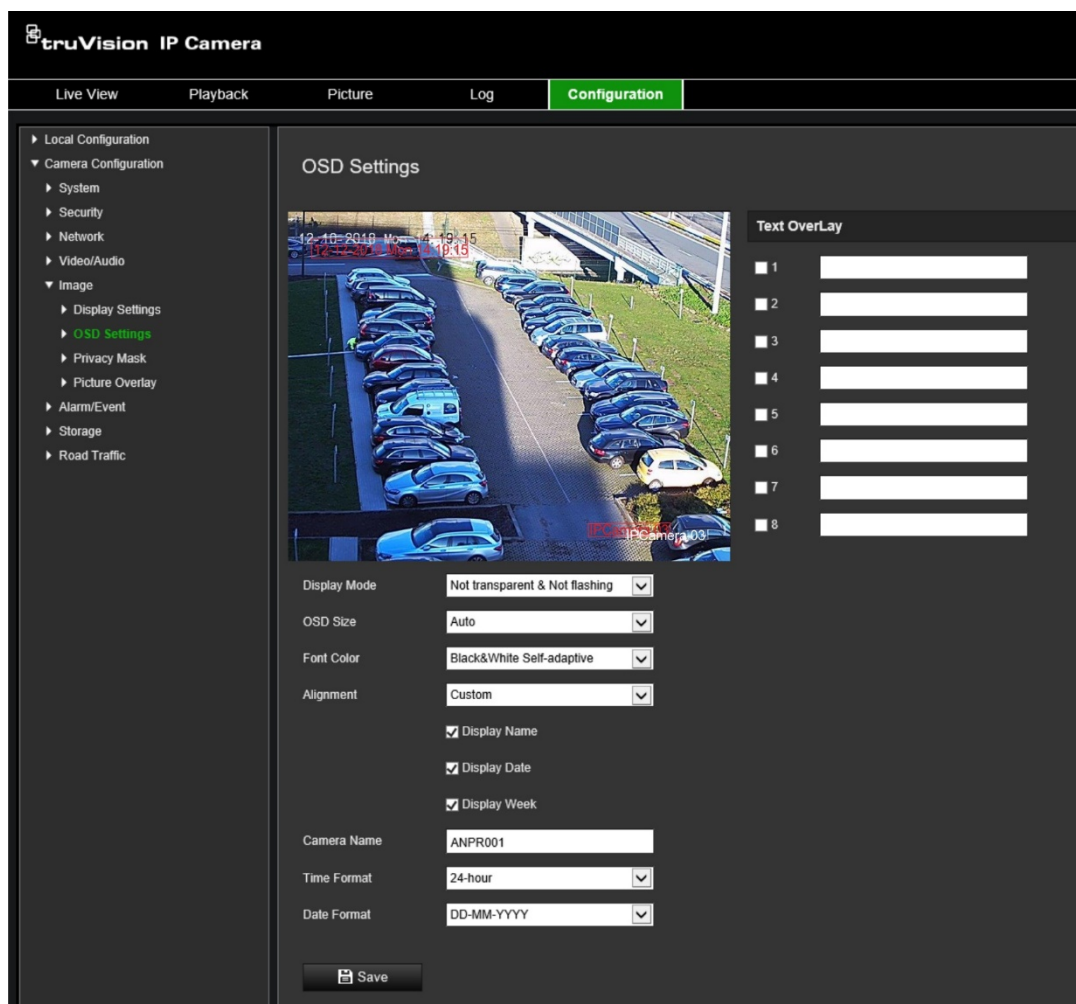 truVision IP Camera
Live View Playback Picture Log Configuration
Local Configuration
Camera Configuration
System
Security
Network
Video/Audio
Image
Display Settings
OSD Settings
Privacy Mask
Picture Overlay
Alarm/Event
Storage
Road Traffic
OSD Settings
IPCamera 03
Display Mode Not transparent & Not flashing
OSD Size Auto
Font Color Black&White Self-adaptive
Alignment Custom
Display Name
Display Date
Display Week
Camera Name ANPR001
Time Format 24-hour
Date Format DD-MM-YYYY
Save
Text OverLay
1
2
3
4
5
6
7
8